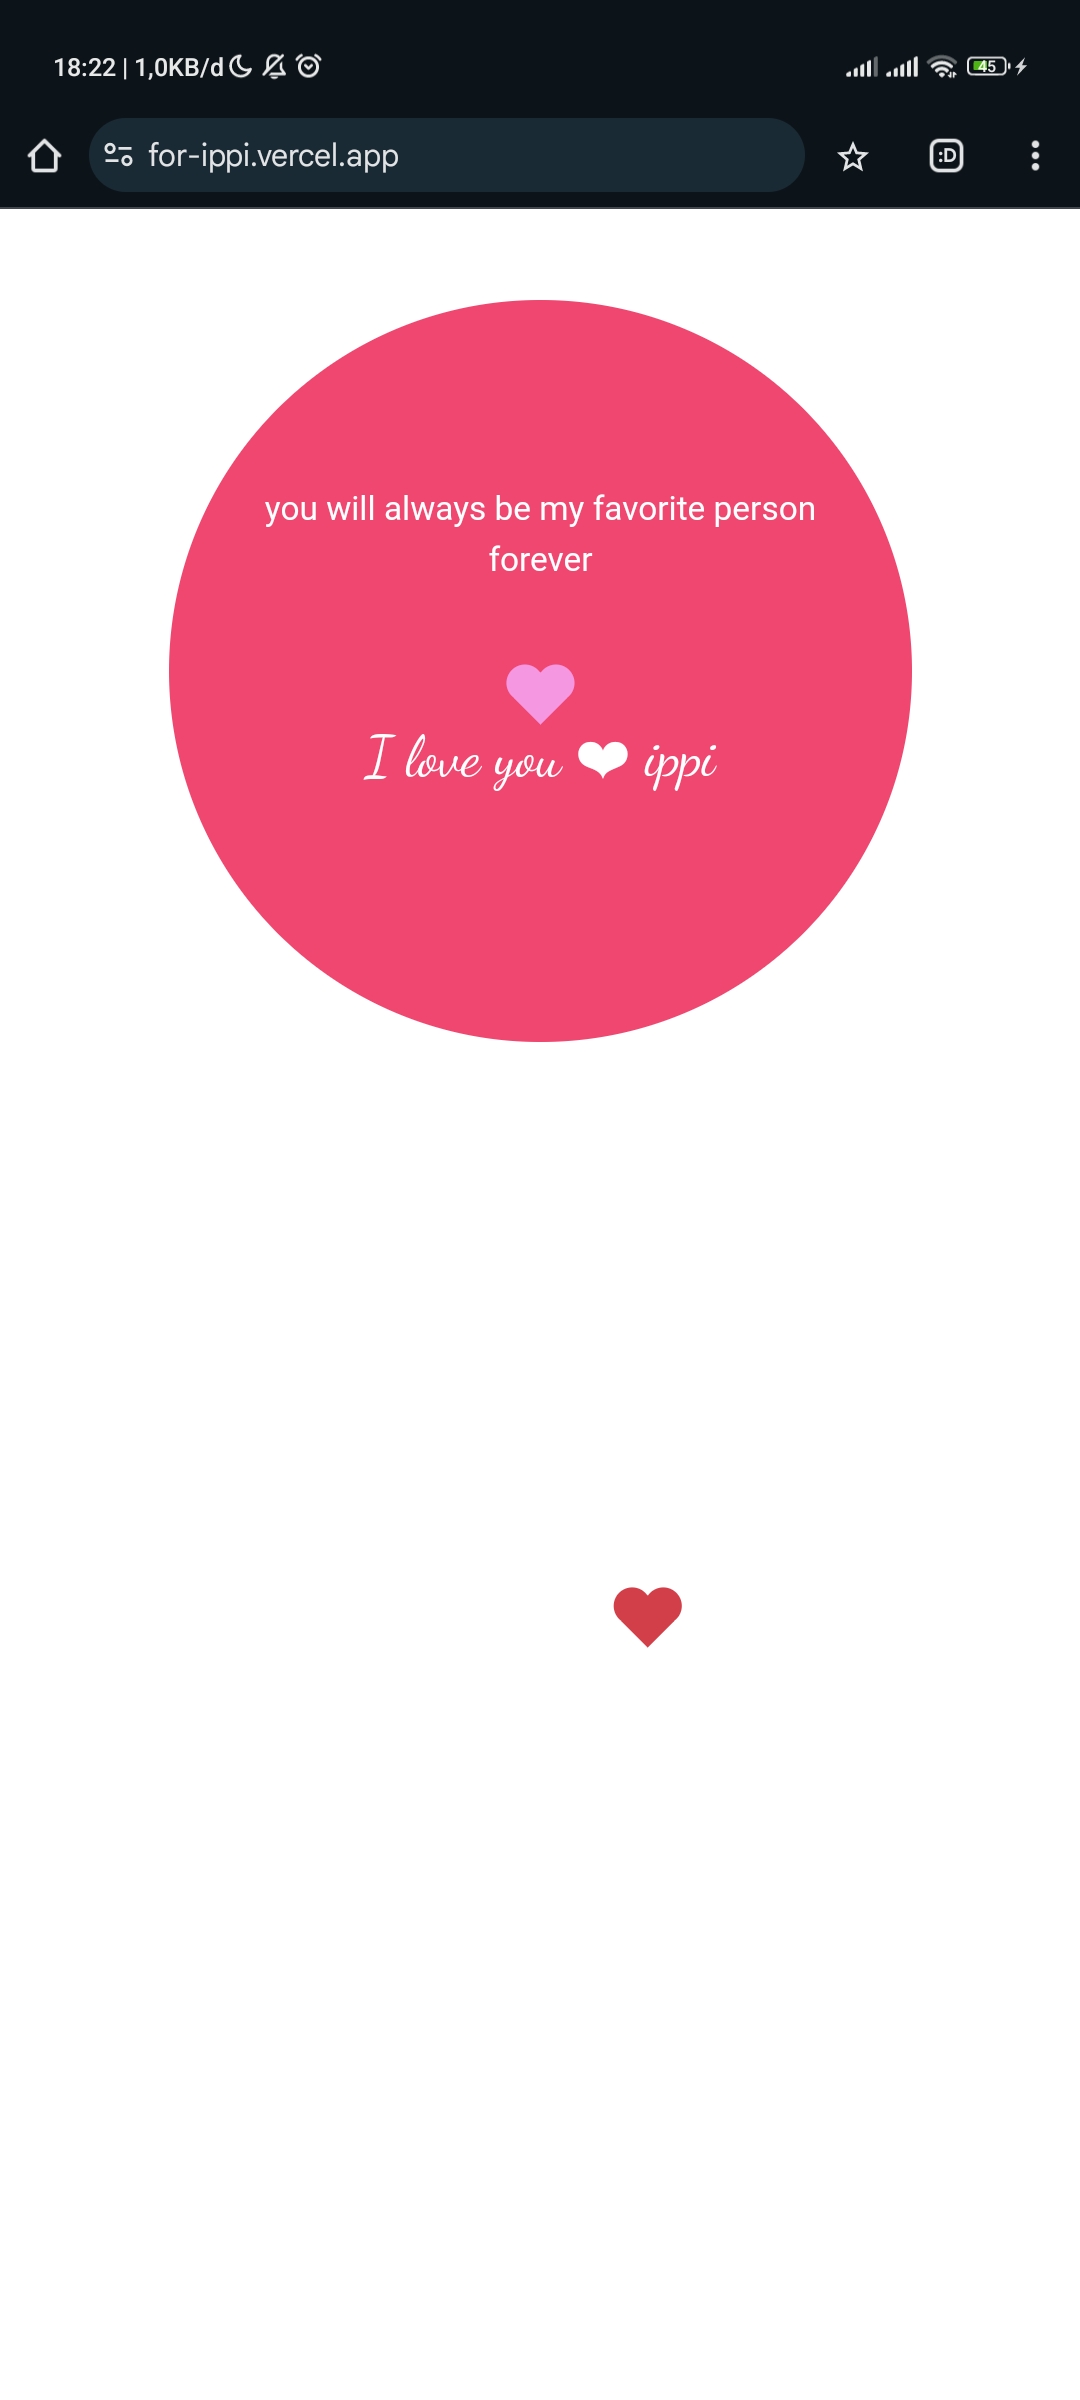 18:22 | 1,0KB/d
45
for-ippi.vercel.app
:D
you will always be my favorite person
forever
I love you ❤ ippi